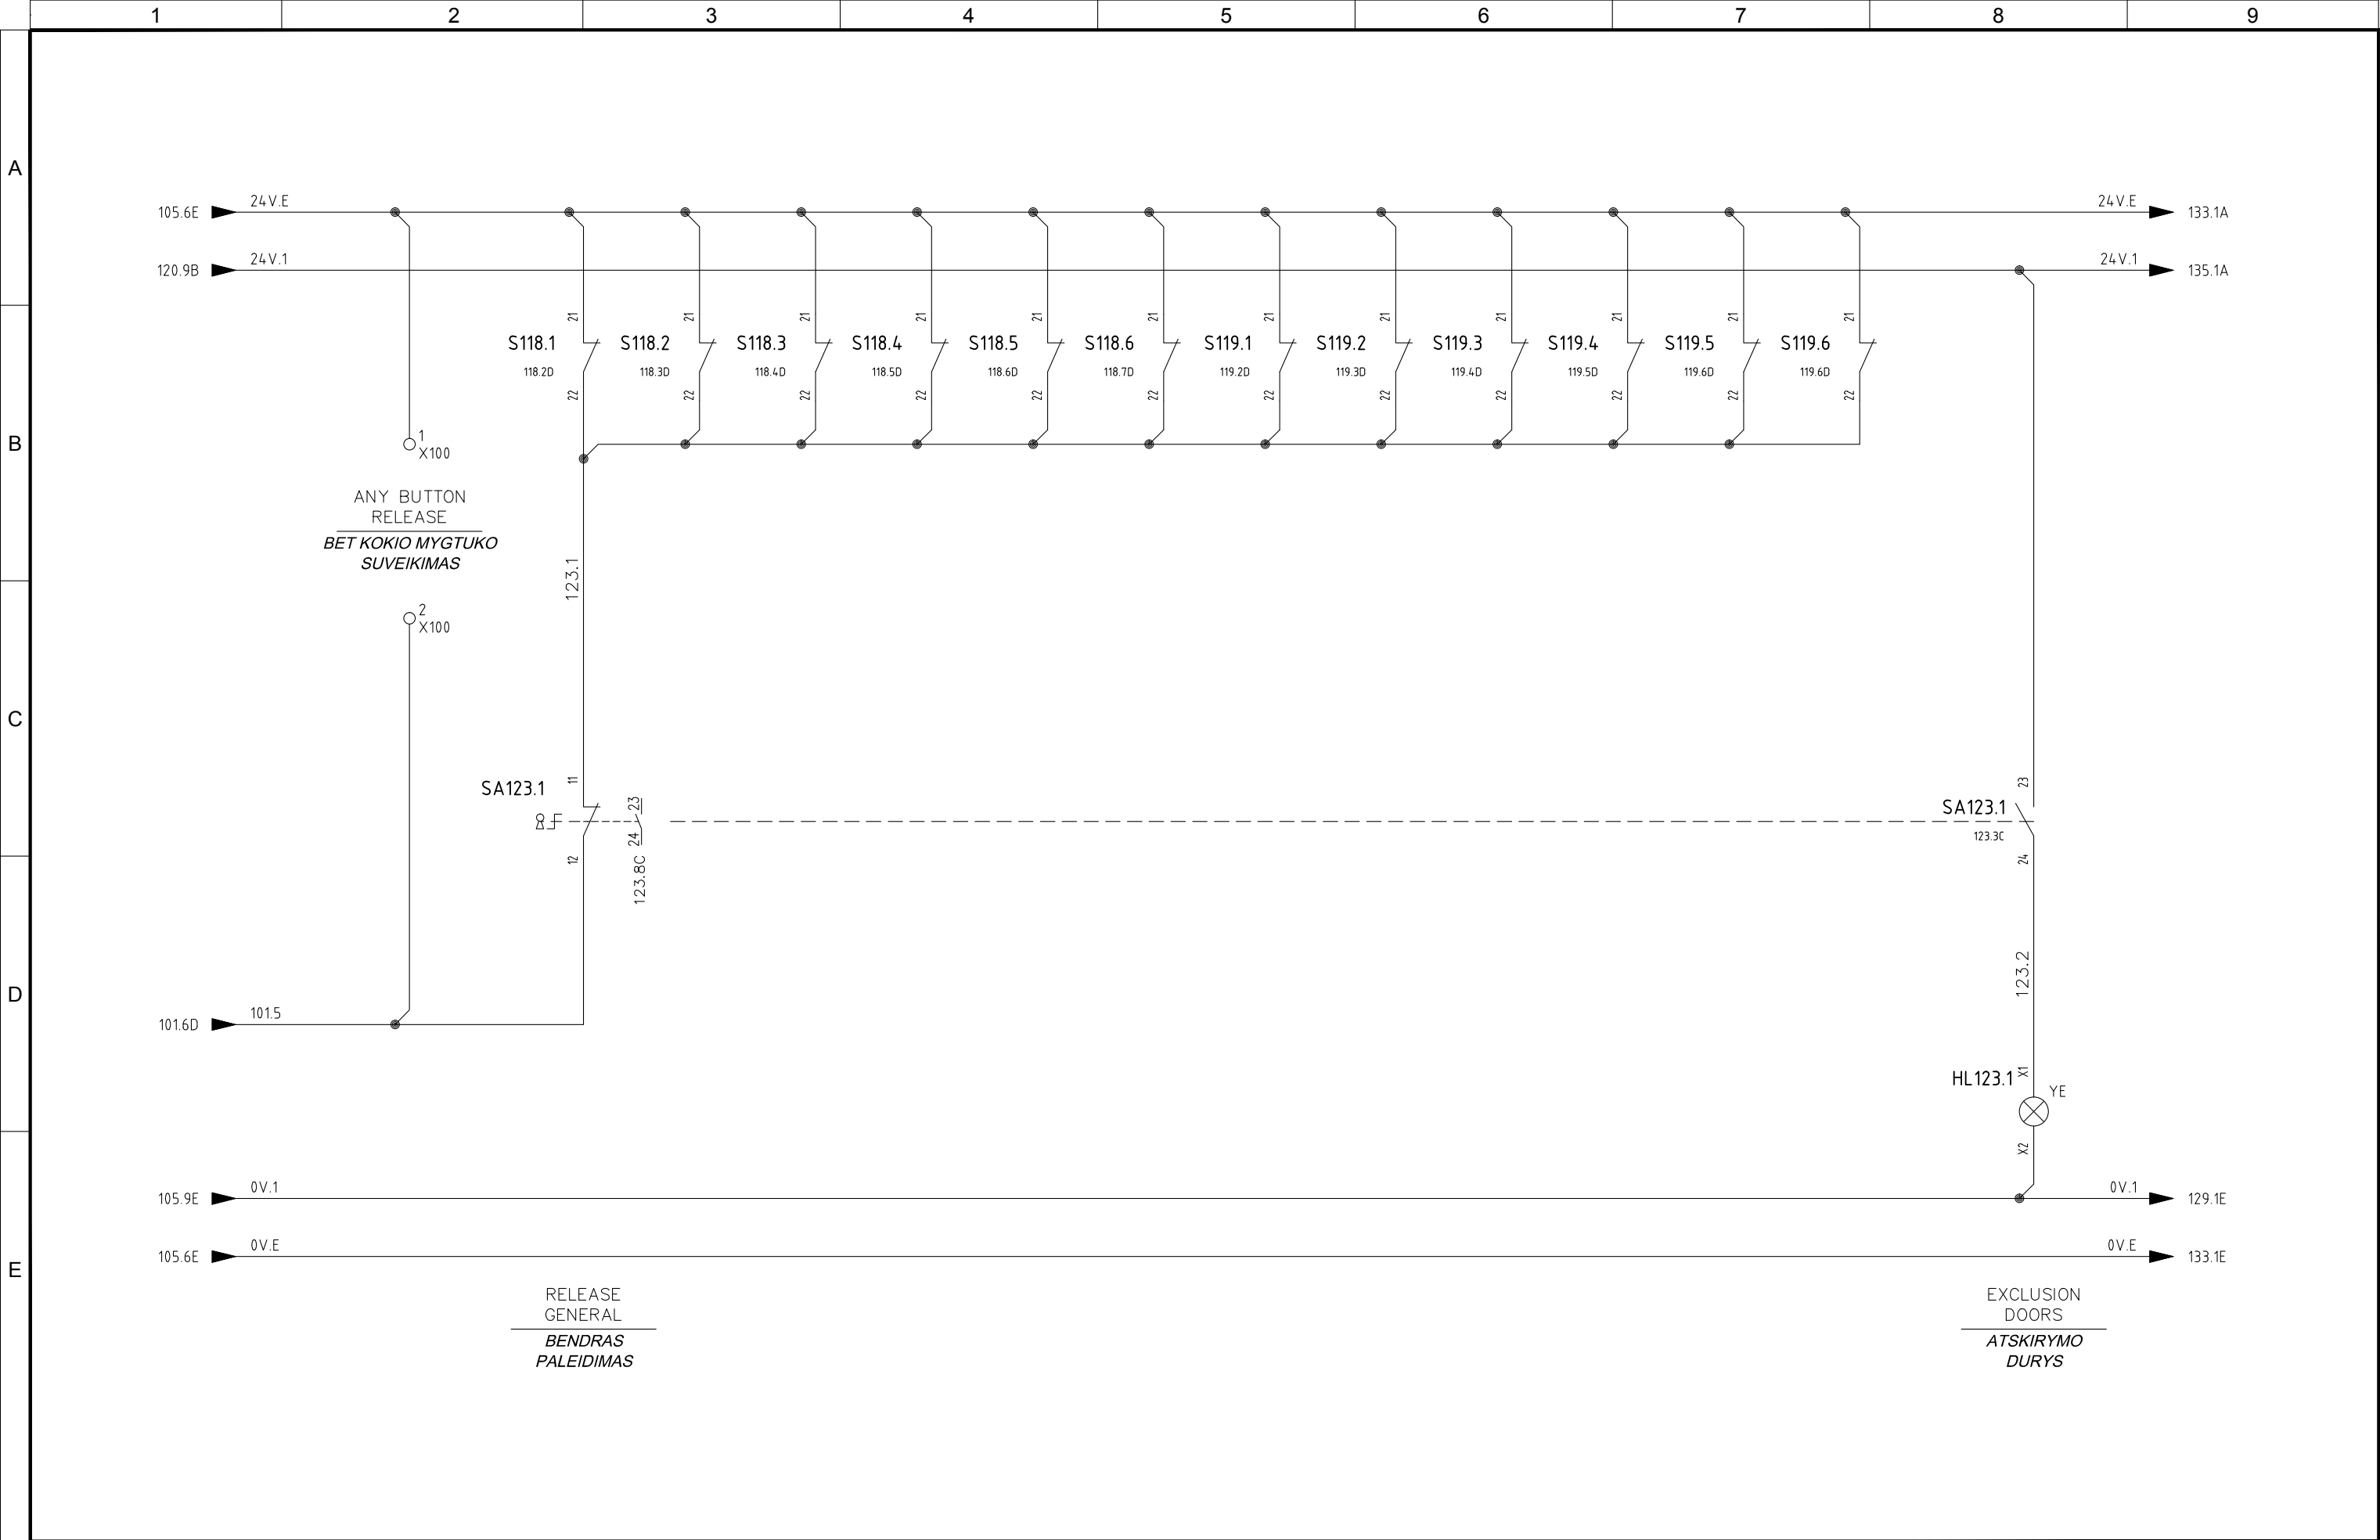 1 2 3 4 5 6 7 8 9
A
105.6E 24V.E 24V.E 133.1A
120.9B 24V.1 24V.1 135.1A
21 21 21 21 21 21 21 21 21 21 21 21
S118.1 S118.2 S118.3 S118.4 S118.5 S118.6 S119.1 S119.2 S119.3 S119.4 S119.5 S119.6
118.2D 118.3D 118.4D 118.5D 118.6D 118.7D 119.2D 119.3D 119.4D 119.5D 119.6D 119.6D
22 22 22 22 22 22 22 22 22 22 22 22
B
1
X100
ANY BUTTON
RELEASE
BET KOKIO MYGTUKO
SUVEIKIMAS
123.1
2
X100
C
SA123.1 11
23
24
12
123.8C
23
SA123.1
123.3C
24
D
123.2
101.6D 101.5
HL123.1 X1
YE
X2
105.9E 0V.1 0V.1 129.1E
105.6E 0V.E 0V.E 133.1E
E
RELEASE
GENERAL
BENDRAS
PALEIDIMAS
EXCLUSION
DOORS
ATSKIRYMO
DURYS